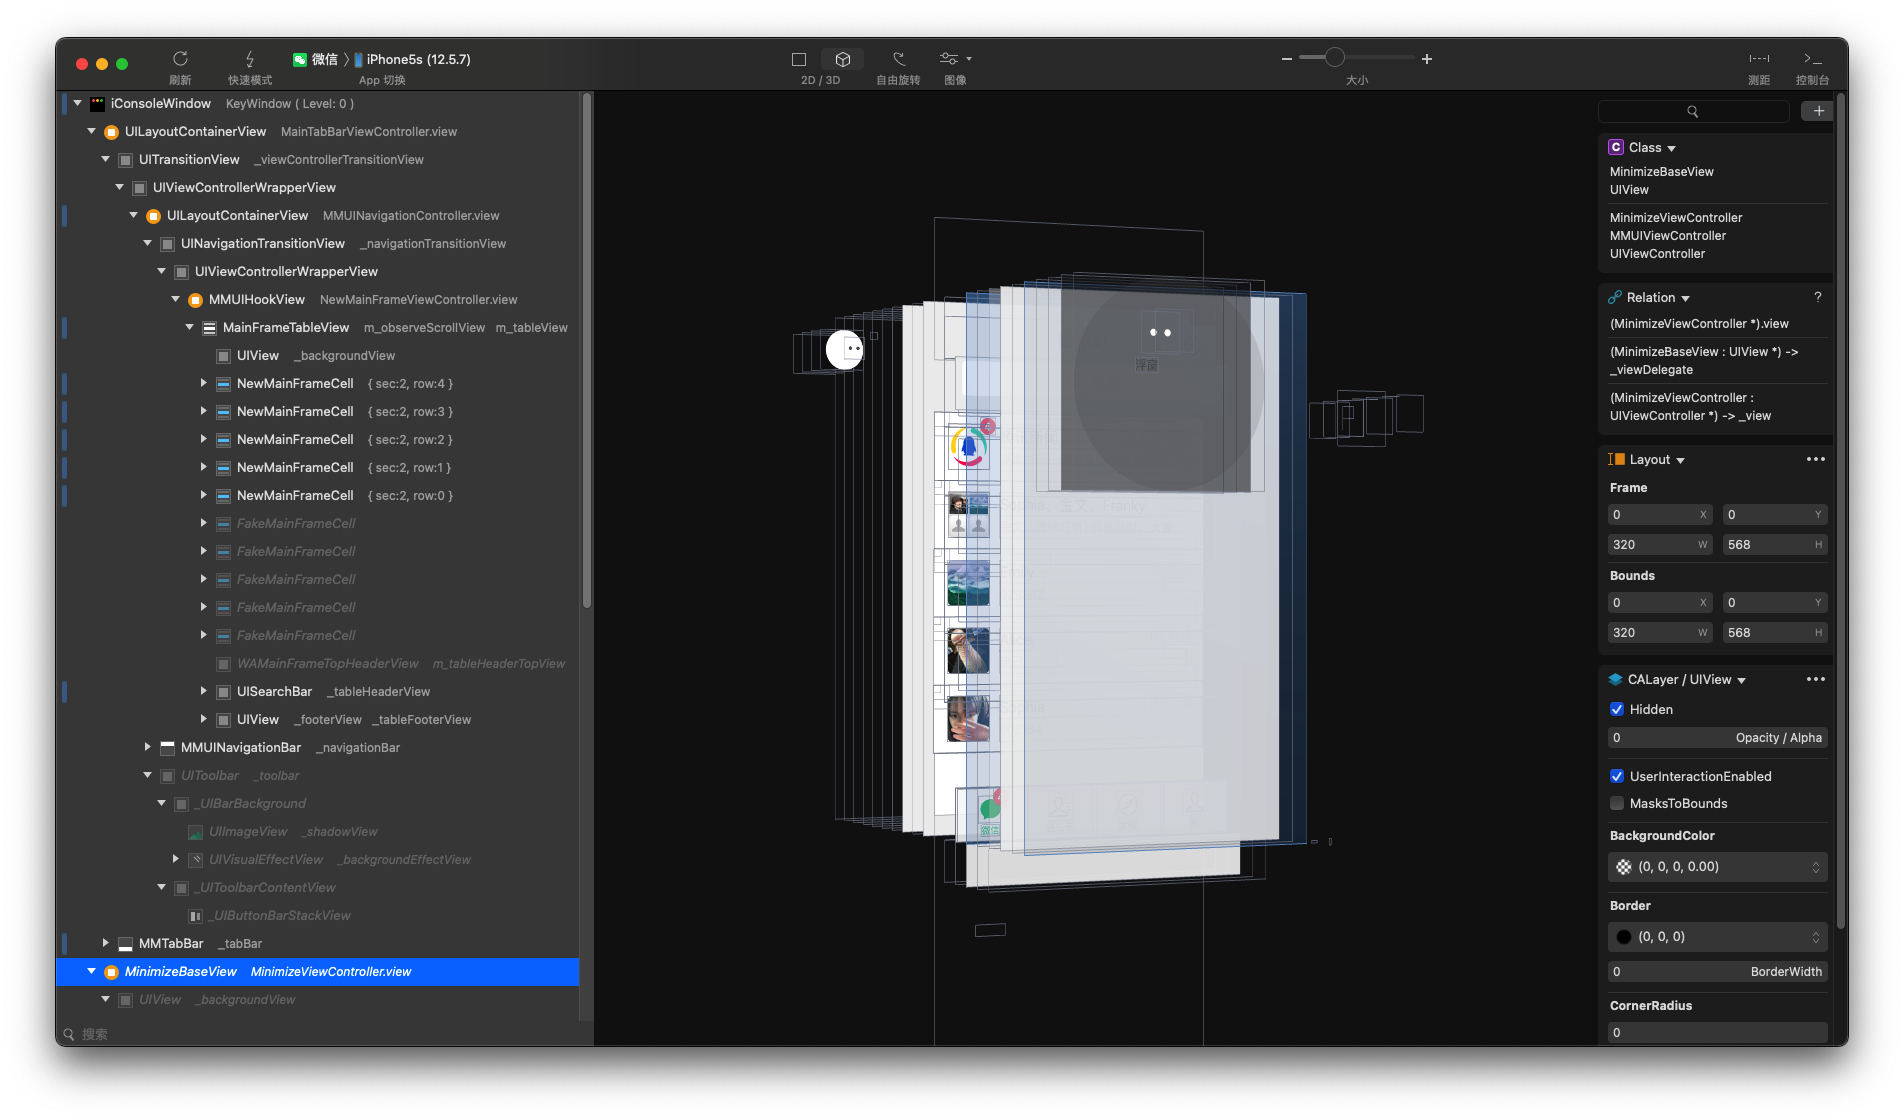 微信 〉 iPhone5s (12.5.7)
刷新 快速模式 App 切换 2D / 3D 自由旋转 图像 大小 测距 控制台
iConsoleWindow KeyWindow ( Level: 0 )
UILayoutContainerView MainTabBarViewController.view
UITransitionView _viewControllerTransitionView
UIViewControllerWrapperView
UILayoutContainerView MMUINavigationController.view
UINavigationTransitionView _navigationTransitionView
UIViewControllerWrapperView
MMUIHookView NewMainFrameViewController.view
MainFrameTableView m_observeScrollView m_tableView
UIView _backgroundView
NewMainFrameCell { sec:2, row:4 }
NewMainFrameCell { sec:2, row:3 }
NewMainFrameCell { sec:2, row:2 }
NewMainFrameCell { sec:2, row:1 }
NewMainFrameCell { sec:2, row:0 }
FakeMainFrameCell
FakeMainFrameCell
FakeMainFrameCell
FakeMainFrameCell
FakeMainFrameCell
WAMainFrameTopHeaderView m_tableHeaderTopView
UISearchBar _tableHeaderView
UIView _footerView _tableFooterView
MMUINavigationBar _navigationBar
UIToolbar _toolbar
_UIBarBackground
UIImageView _shadowView
UIVisualEffectView _backgroundEffectView
_UIToolbarContentView
_UIButtonBarStackView
MMTabBar _tabBar
MinimizeBaseView MinimizeViewController.view
UIView _backgroundView
搜索
浮窗
Franky
微信
Class
MinimizeBaseView
UIView
MinimizeViewController
MMUIViewController
UIViewController
Relation ?
(MinimizeViewController *).view
(MinimizeBaseView : UIView *) ->
_viewDelegate
(MinimizeViewController :
UIViewController *) -> _view
Layout
Frame
0 X 0 Y
320 W 568 H
Bounds
0 X 0 Y
320 W 568 H
CALayer / UIView
Hidden
0 Opacity / Alpha
UserInteractionEnabled
MasksToBounds
BackgroundColor
(0, 0, 0, 0.00)
Border
(0, 0, 0)
0 BorderWidth
CornerRadius
0